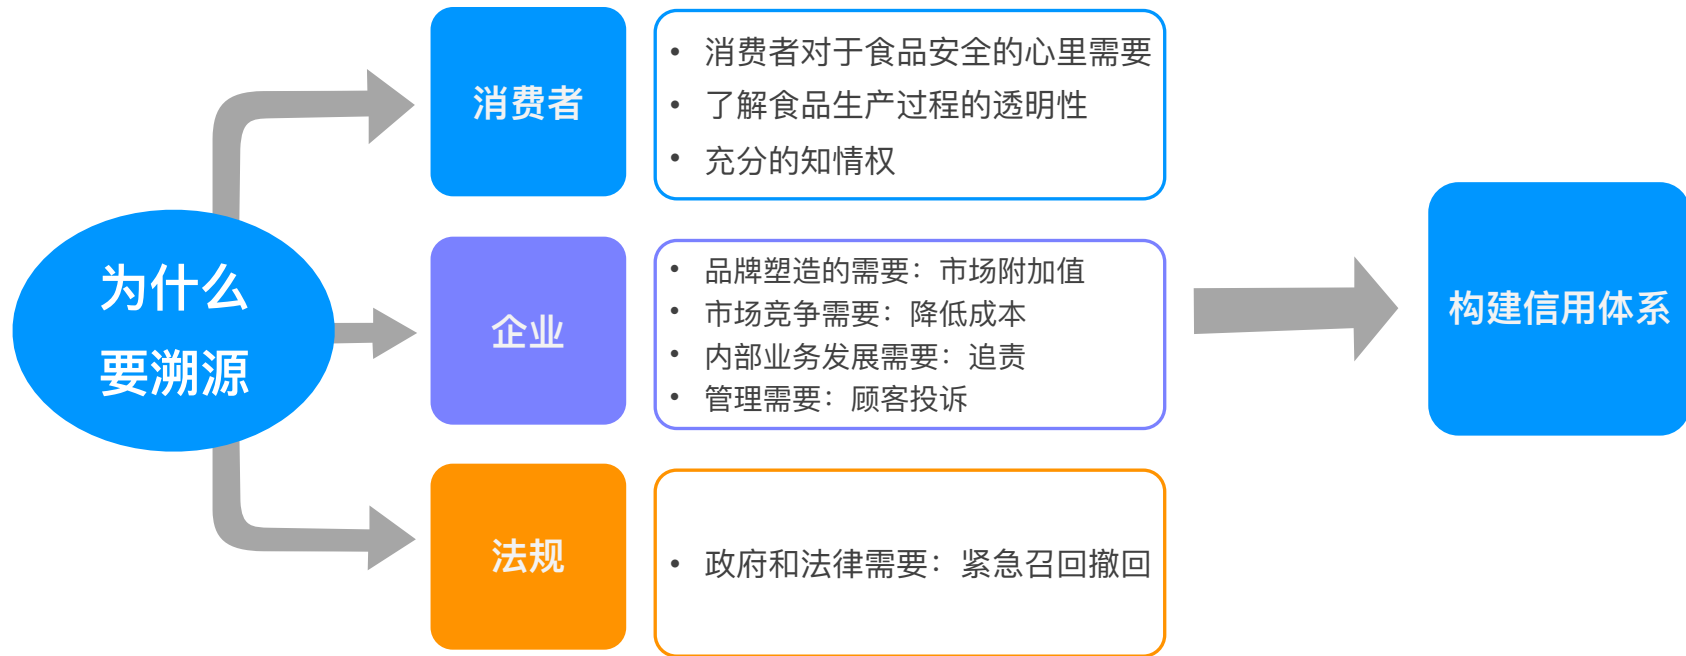 为什么
要溯源
消费者
• 消费者对于食品安全的心里需要
• 了解食品生产过程的透明性
• 充分的知情权
企业
• 品牌塑造的需要：市场附加值
• 市场竞争需要：降低成本
• 内部业务发展需要：追责
• 管理需要：顾客投诉
法规
• 政府和法律需要：紧急召回撤回
构建信用体系